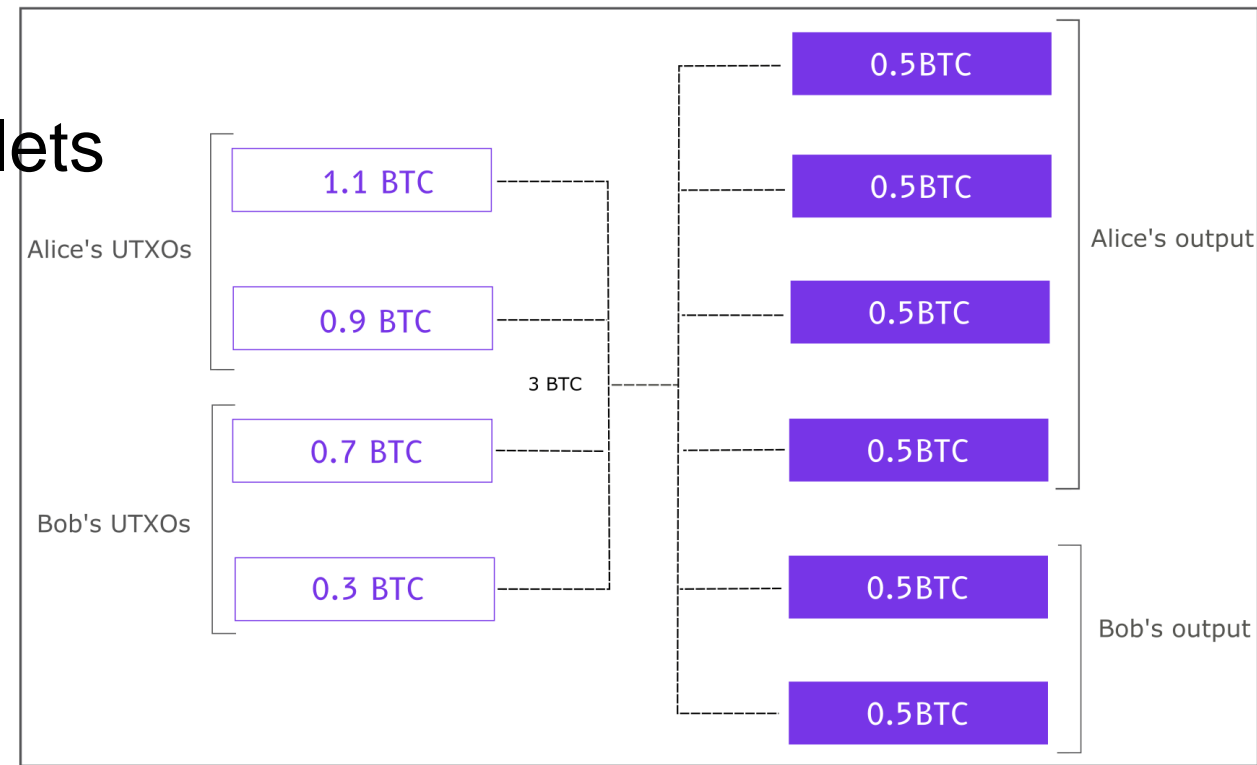 lets
Alice's UTXOs
1.1 BTC
0.9 BTC
Bob's UTXOs
0.7 BTC
0.3 BTC
3 BTC
0.5BTC
0.5BTC
0.5BTC
0.5BTC
Alice's output
0.5BTC
0.5BTC
Bob's output